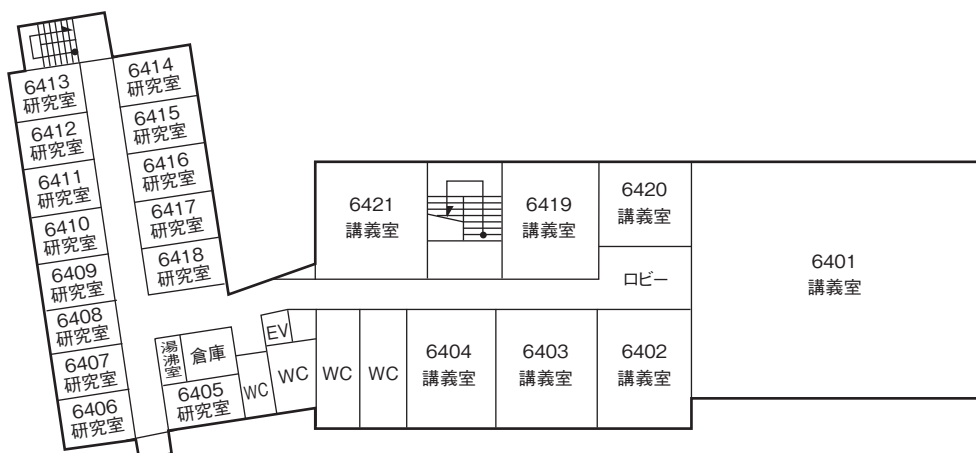 6413
研究室
6412
研究室
6411
研究室
6410
研究室
6409
研究室
6408
研究室
6407
研究室
6406
研究室
6414
研究室
6415
研究室
6416
研究室
6417
研究室
6418
研究室
湯沸室
倉庫
6405
研究室
WC
EV
WC
WC
WC
6421
講義室
6419
講義室
6420
講義室
ロビー
6404
講義室
6403
講義室
6402
講義室
6401
講義室